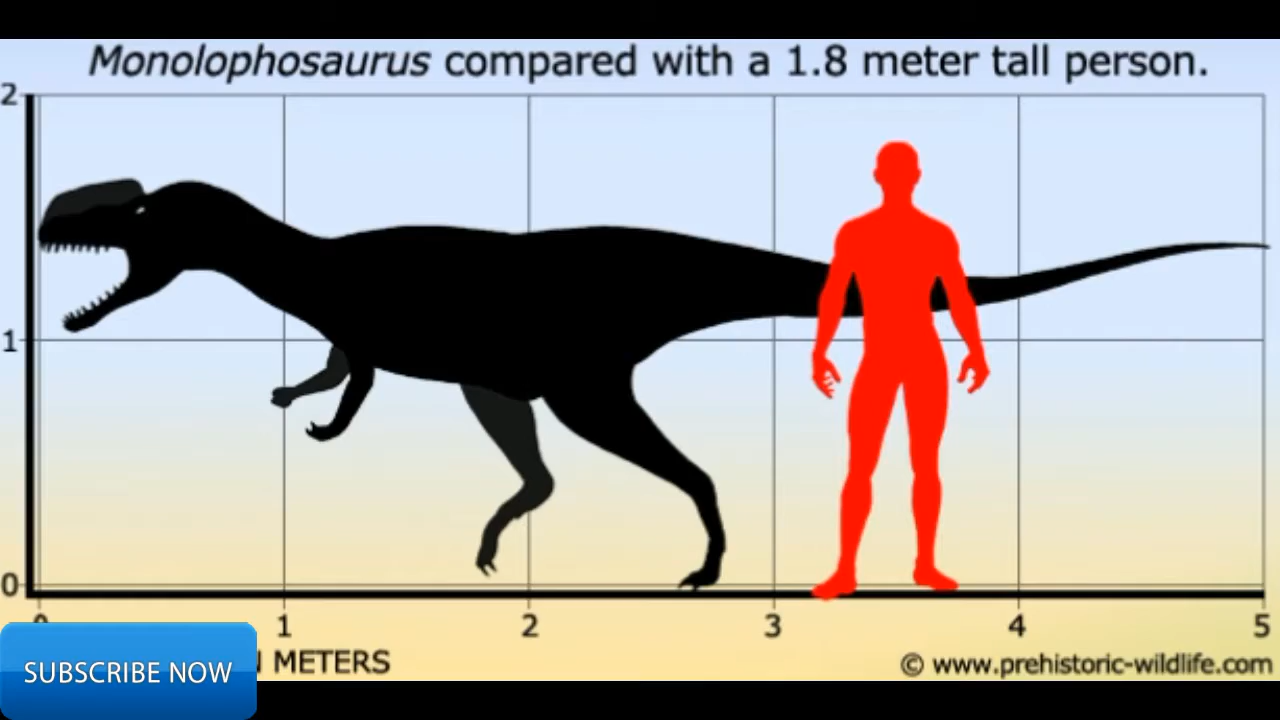 Monolophosaurus compared with a 1.8 meter tall person.
2
1
0
1 2 3 4 5
METERS
© www.prehistoric-wildlife.com
SUBSCRIBE NOW